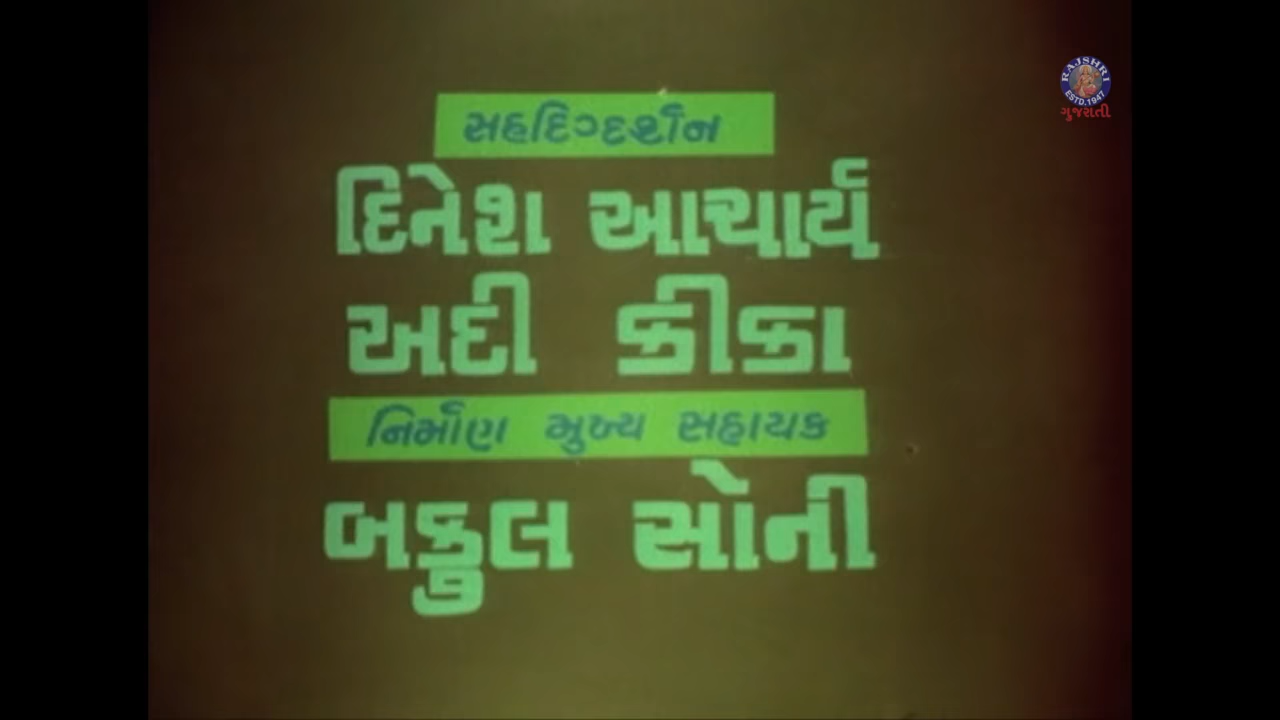 સહદિગ્દર્શન
દિનેશ આચાર્ય
અદી કીકા
નિર્માણ મુખ્ય સહાયક
બકુલ સોની
RAJSHRI
ESTD.1947
ગુજરાતી